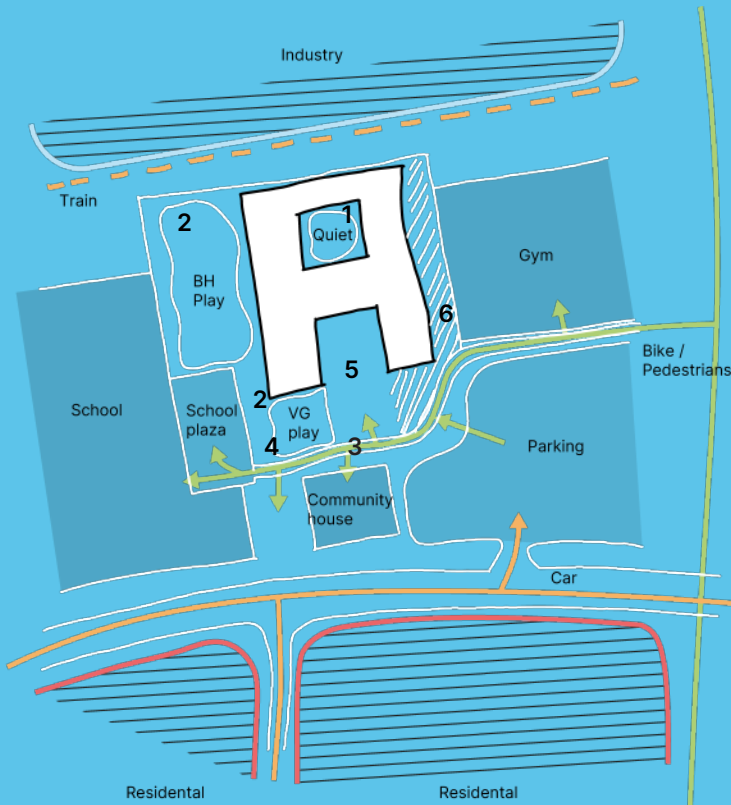 Industry
Train
1
Quiet
2
BH
Play
Gym
6
5
Bike /
Pedestrians
School
School
plaza
2
VG
play
4
3
Parking
Community
house
Car
Residental
Residental